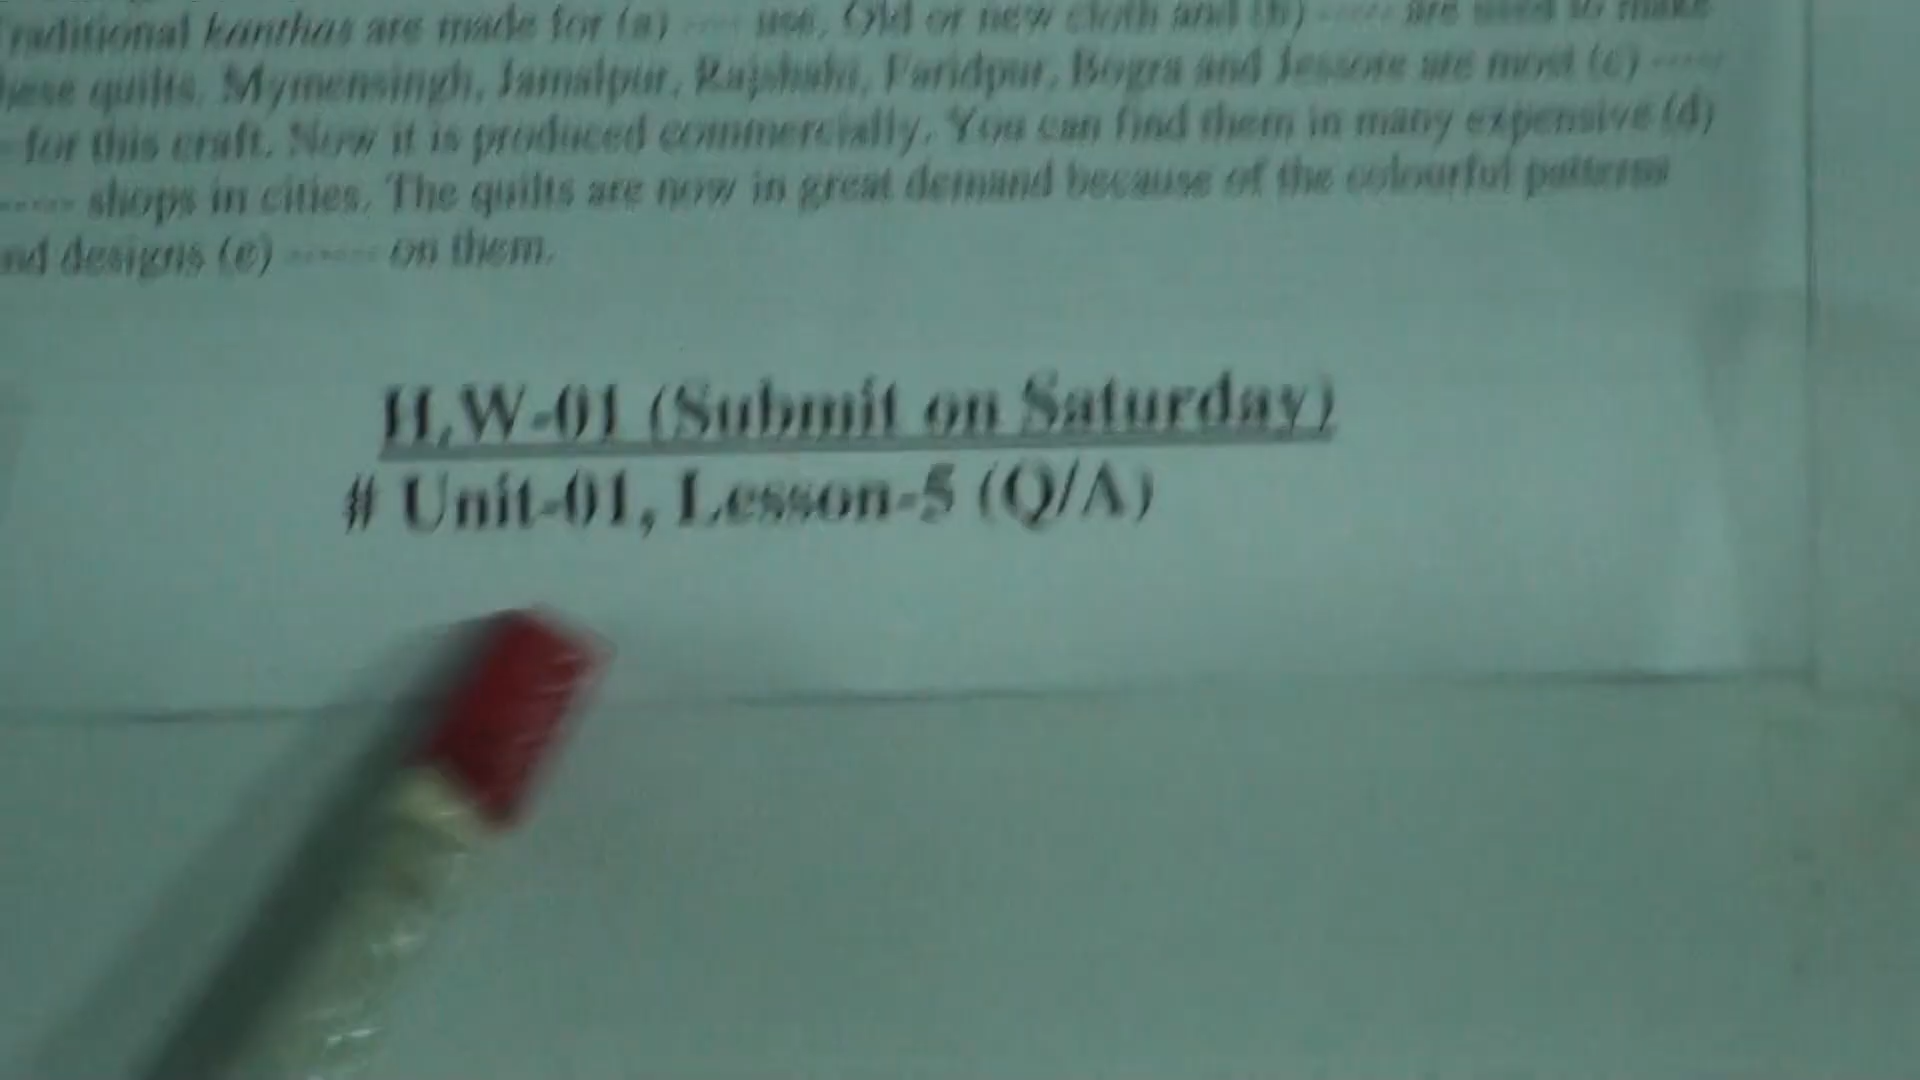 raditional kanthas are made for (a) ---- use. Old or new cloth and (b) ----- are used to make
hese quilts. Mymensingh, Jamalpur, Rajshahi, Faridpur, Bogra and Jessore are most (c) ----
- for this craft. Now it is produced commercially. You can find them in many expensive (d)
----- shops in cities. The quilts are now in great demand because of the colourful patterns
nd designs (e) ------ on them.
H.W-01 (Submit on Saturday)
# Unit-01, Lesson-5 (Q/A)